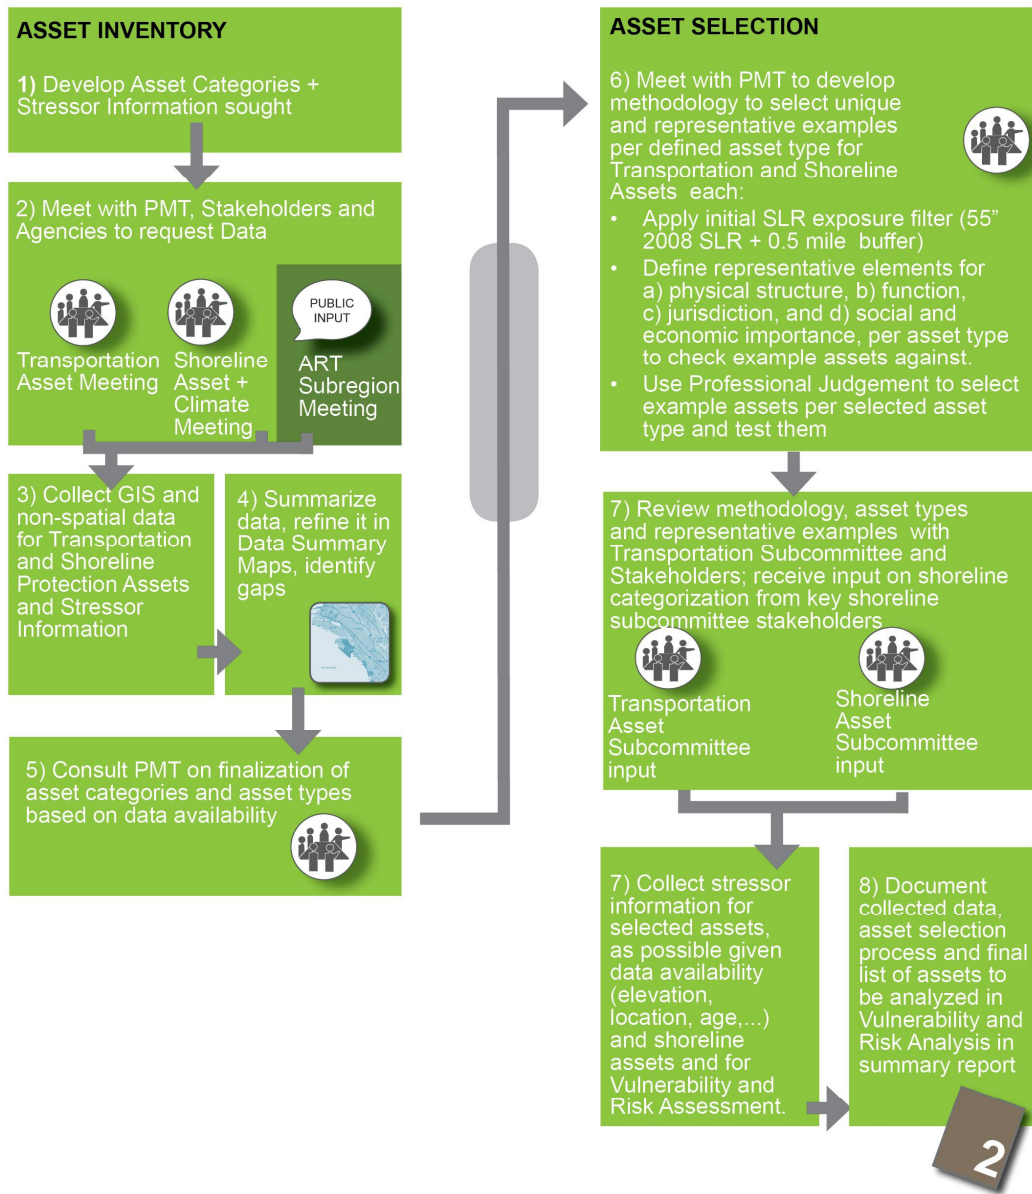 ASSET INVENTORY
1) Develop Asset Categories +
Stressor Information sought
2) Meet with PMT, Stakeholders and
Agencies to request Data
Transportation
Asset Meeting
Shoreline
Asset +
Climate
Meeting
PUBLIC
INPUT
ART
Subregion
Meeting
3) Collect GIS and
non-spatial data
for Transportation
and Shoreline
Protection Assets
and Stressor
Information
4) Summarize
data, refine it in
Data Summary
Maps, identify
gaps
5) Consult PMT on finalization of
asset categories and asset types
based on data availability
ASSET SELECTION
6) Meet with PMT to develop
methodology to select unique
and representative examples
per defined asset type for
Transportation and Shoreline
Assets each:
• Apply initial SLR exposure filter (55”
2008 SLR + 0.5 mile buffer)
• Define representative elements for
a) physical structure, b) function,
c) jurisdiction, and d) social and
economic importance, per asset type
to check example assets against.
• Use Professional Judgement to select
example assets per selected asset
type and test them
7) Review methodology, asset types
and representative examples with
Transportation Subcommittee and
Stakeholders; receive input on shoreline
categorization from key shoreline
subcommittee stakeholders
Transportation
Asset
Subcommittee
input
Shoreline
Asset
Subcommittee
input
7) Collect stressor
information for
selected assets,
as possible given
data availability
(elevation,
location, age,...)
and shoreline
assets and for
Vulnerability and
Risk Assessment.
8) Document
collected data,
asset selection
process and final
list of assets to
be analyzed in
Vulnerability and
Risk Analysis in
summary report
2